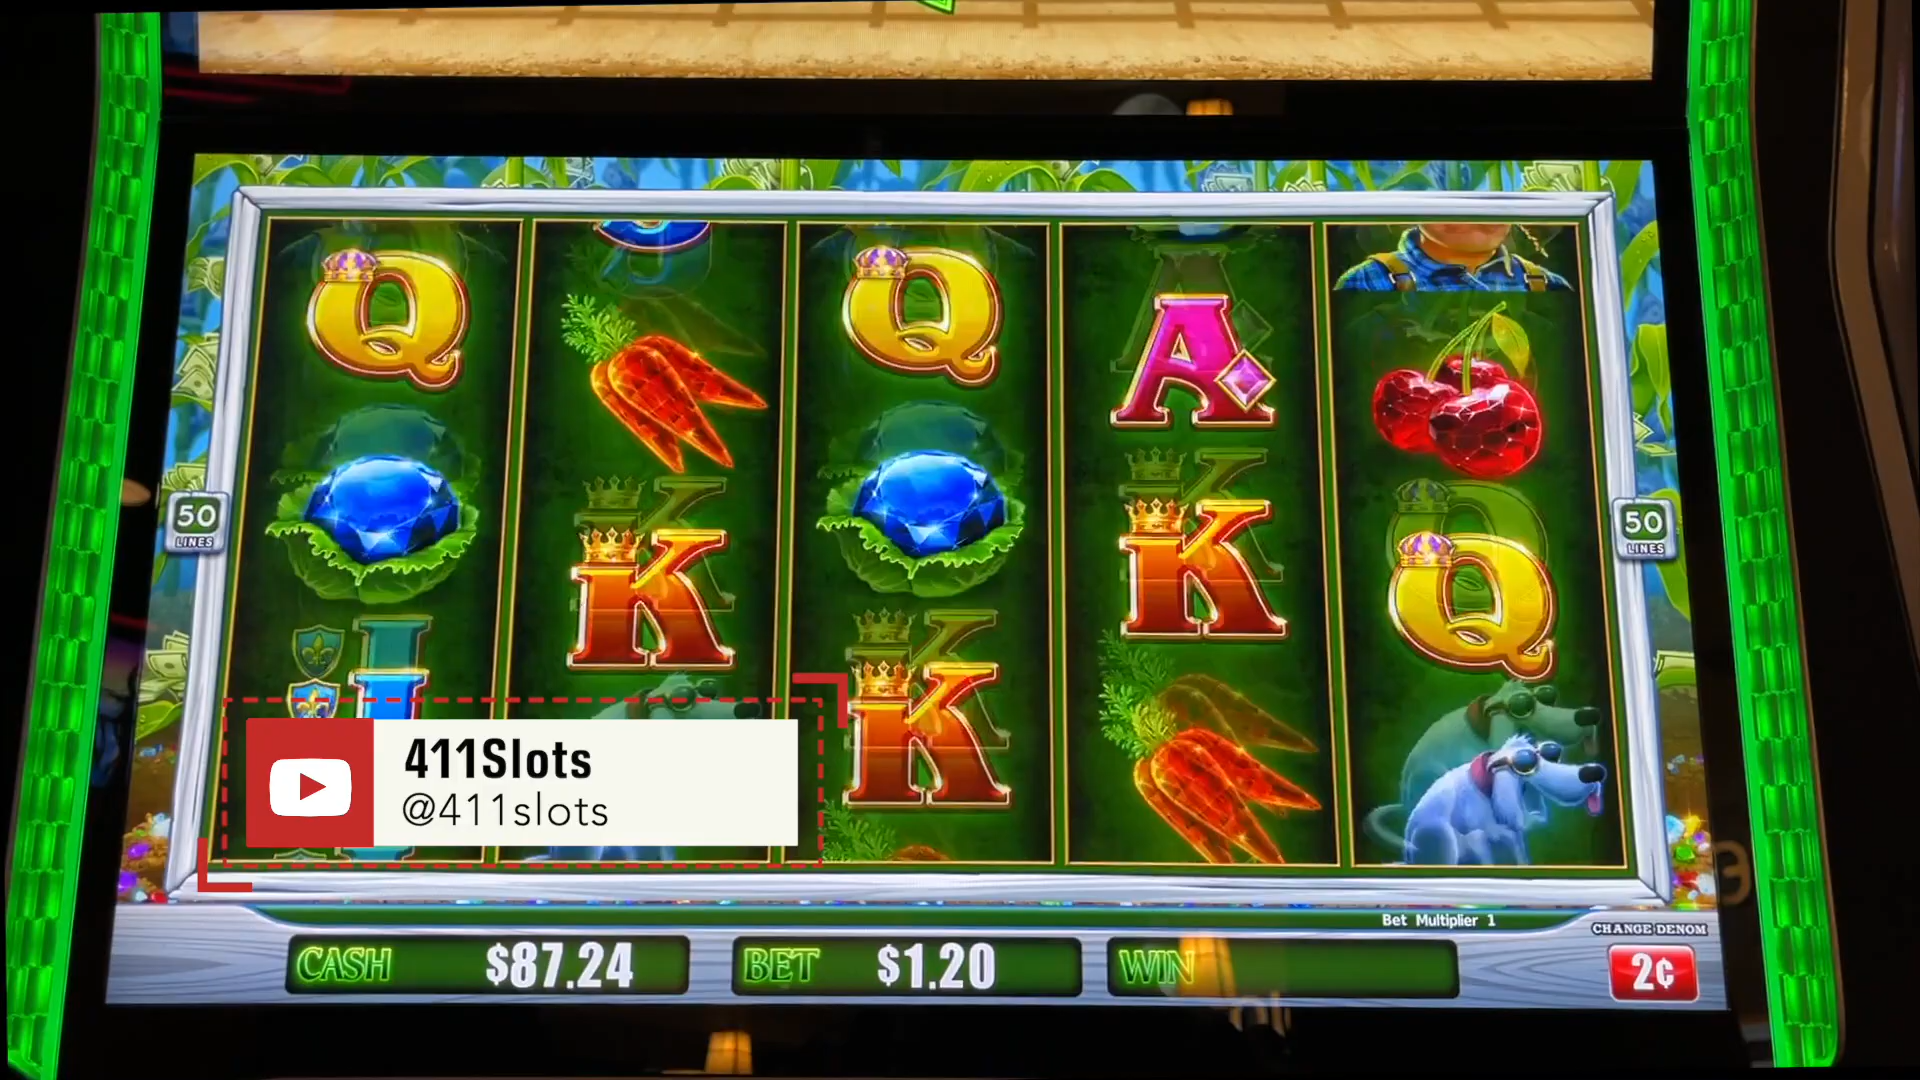 Q
Q
A
K
K
Q
K
J
50
LINES
50
LINES
411Slots
@411slots
Bet Multiplier 1
CHANGE DENOM
CASH $87.24
BET $1.20
WIN
2¢